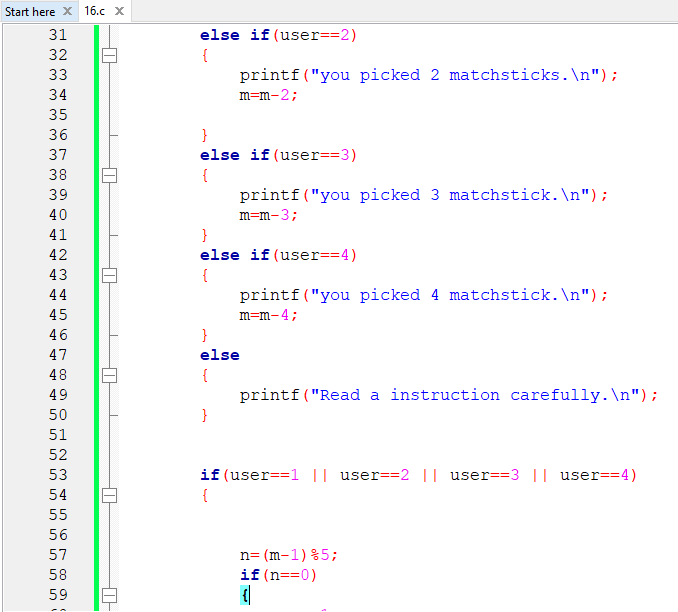 Start here 16.c
31 else if(user==2)
32 {
33 printf("you picked 2 matchsticks.\n");
34 m=m-2;
35
36 }
37 else if(user==3)
38 {
39 printf("you picked 3 matchstick.\n");
40 m=m-3;
41 }
42 else if(user==4)
43 {
44 printf("you picked 4 matchstick.\n");
45 m=m-4;
46 }
47 else
48 {
49 printf("Read a instruction carefully.\n");
50 }
51
52
53 if(user==1 || user==2 || user==3 || user==4)
54 {
55
56
57 n=(m-1)%5;
58 if(n==0)
59 {